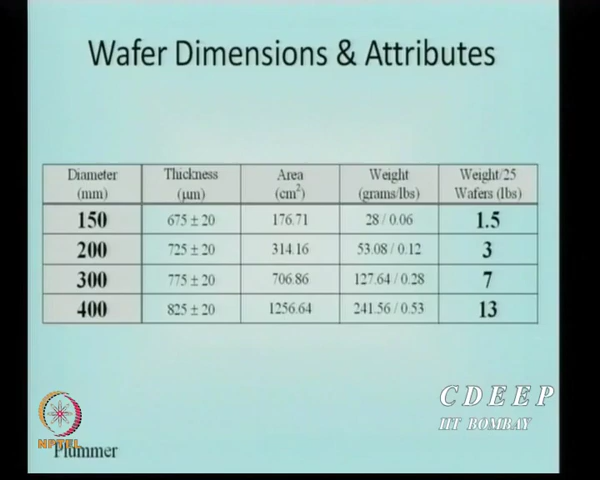 Wafer Dimensions & Attributes
Diameter (mm) Thickness (μm) Area (cm²) Weight (grams/lbs) Weight/25 Wafers (lbs)
150 675 ± 20 176.71 28 / 0.06 1.5
200 725 ± 20 314.16 53.08 / 0.12 3
300 775 ± 20 706.86 127.64 / 0.28 7
400 825 ± 20 1256.64 241.56 / 0.53 13
CDEEP
IIT BOMBAY
NPTEL
Plummer